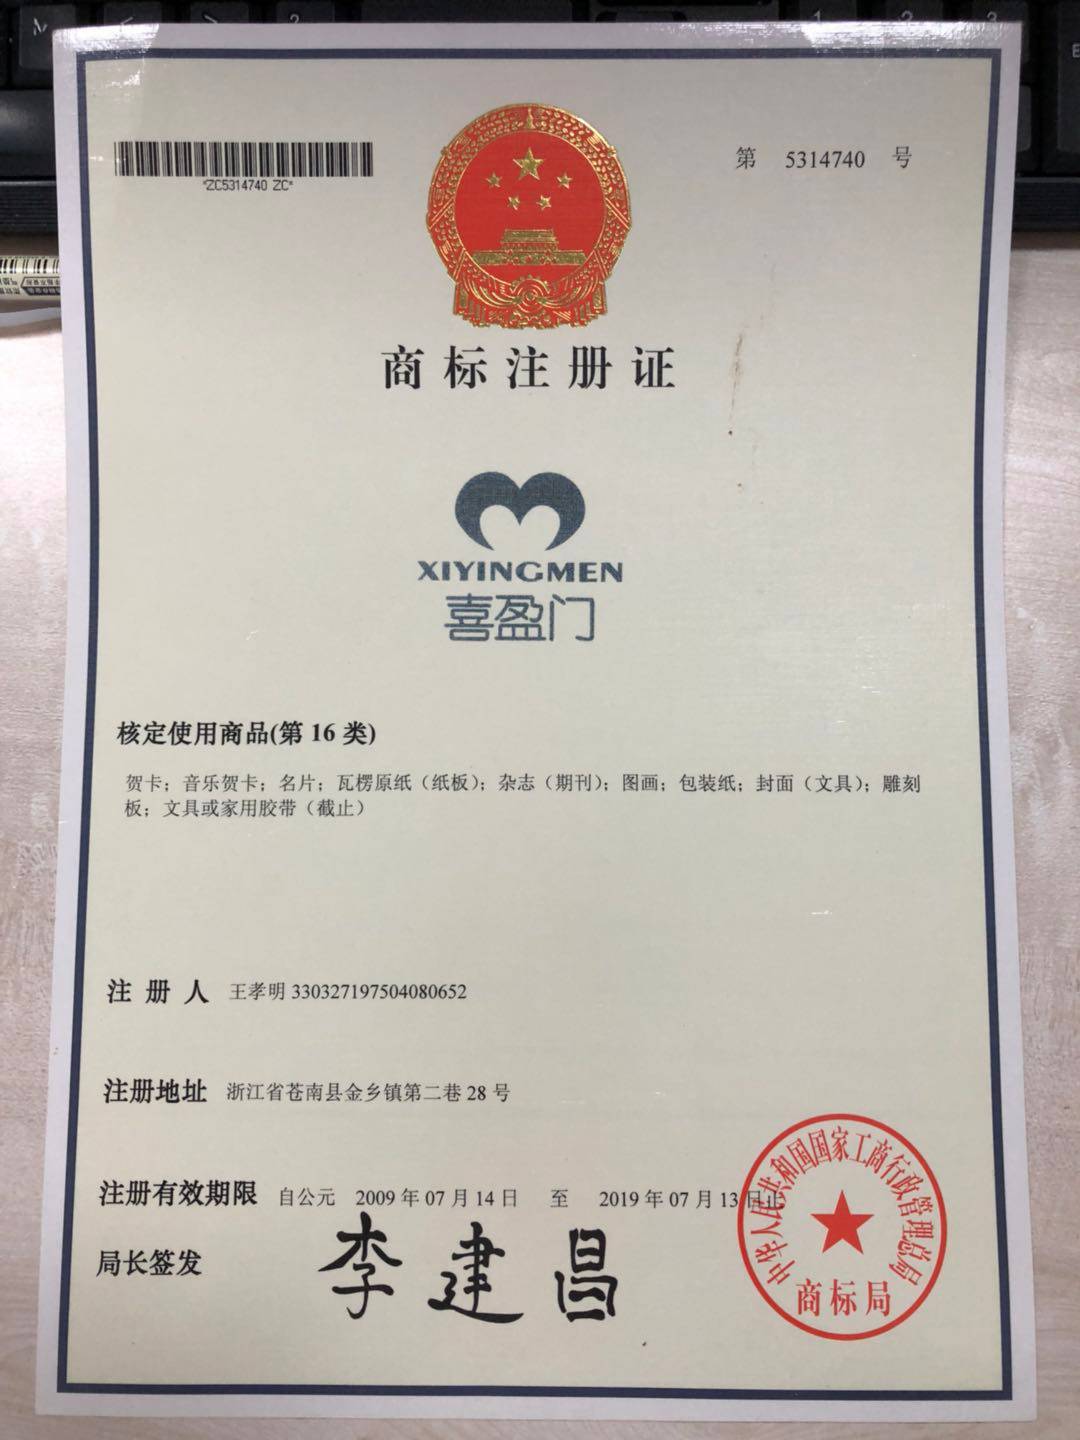 *ZC5314740 ZC*
第 5314740 号
商标注册证
XIYINGMEN
喜盈门
核定使用商品(第 16 类)
贺卡；音乐贺卡；名片；瓦楞原纸（纸板）；杂志（期刊）；图画；包装纸；封面（文具）；雕刻
板；文具或家用胶带（截止）
注 册 人 王孝明 330327197504080652
注册地址 浙江省苍南县金乡镇第二巷 28 号
注册有效期限 自公元 2009 年 07 月 14 日 至 2019 年 07 月 13 日止
局长签发 李建昌
中华人民共和国国家工商行政管理总局
商标局